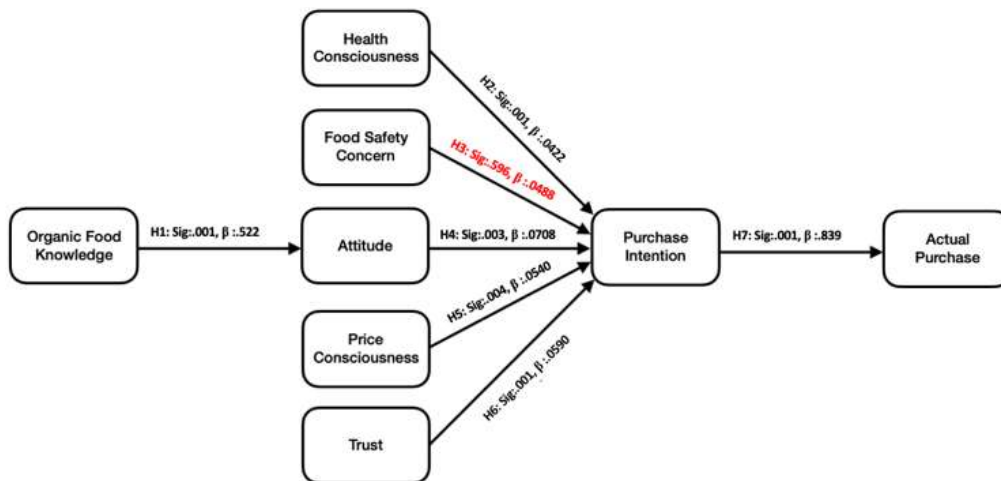 Health
Consciousness
H2: Sig:.001, β :.0422
Food Safety
Concern
H3: Sig:.596, β :.0488
Organic Food
Knowledge
H1: Sig:.001, β :.522
Attitude
H4: Sig:.003, β :.0708
Purchase
Intention
H7: Sig:.001, β :.839
Actual
Purchase
Price
Consciousness
H5: Sig:.004, β :.0540
Trust
H6: Sig:.001, β :.0590